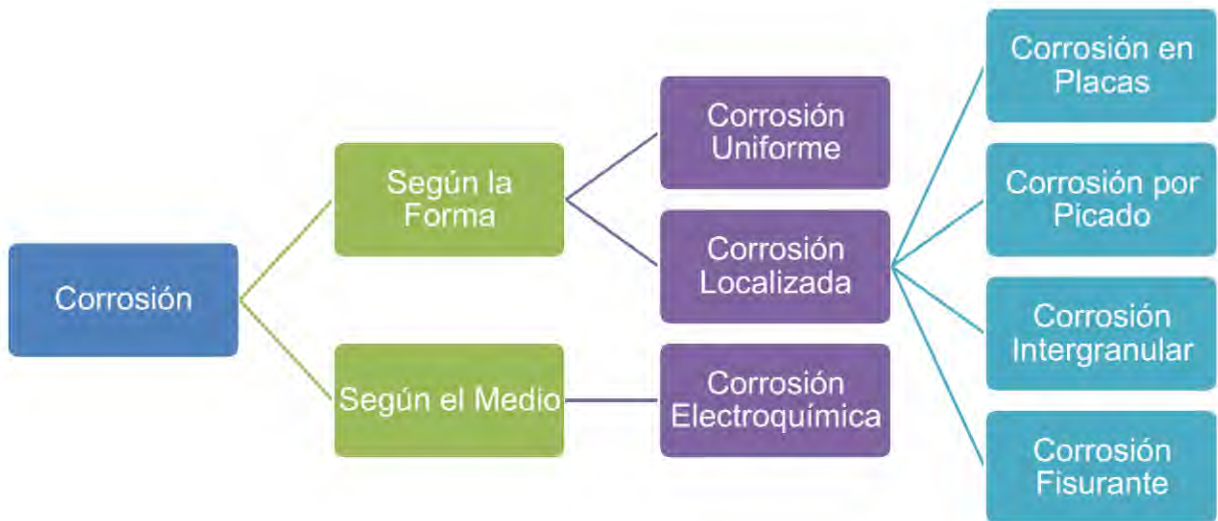 Corrosión
Según la
Forma
Según el Medio
Corrosión
Uniforme
Corrosión
Localizada
Corrosión
Electroquímica
Corrosión en
Placas
Corrosión por
Picado
Corrosión
Intergranular
Corrosión
Fisurante